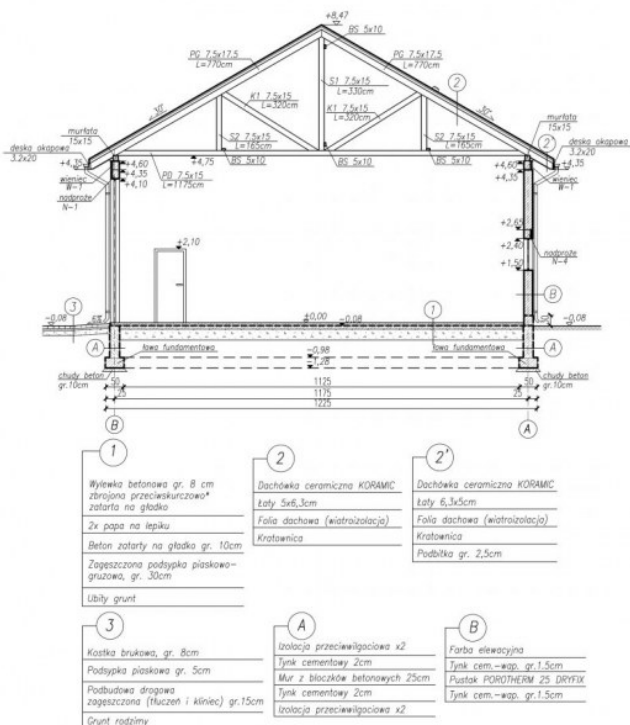 +8,47
BS 5x10
PG 7,5x17,5
L=770cm
PG 7,5x17,5
L=770cm
S1 7,5x15
L=330cm
K1 7,5x15
L=320cm
K1 7,5x15
L=320cm
2
30°
30°
murłata
15x15
S2 7,5x15
L=165cm
S2 7,5x15
L=165cm
murłata
15x15
deska okapowa
3.2x20
2
deska okapowa
3.2x20
+4,35
+4,60
+4,75
BS 5x10
BS 5x10
BS 5x10
+4,60
+4,35
wieniec
W-1
+4,35
+4,10
PD 7,5x15
L=1175cm
+4,35
wieniec
W-1
nadproże
N-1
+2,10
+2,65
+2,40
nadproże
N-4
+1,50
B
3
-0,08
6%
±0,00
-0,08
1
-0,08
A
ława fundamentowa
-0,98
-1,28
ława fundamentowa
A
chudy beton
gr.10cm
chudy beton
gr.10cm
50
1125
50
25
1175
25
1225
B
A
1
Wylewka betonowa gr. 8 cm
zbrojona przeciwskurczowo*
zatarta na gładko
2x papa na lepiku
Beton zatarty na gładko gr. 10cm
Zagęszczona podsypka piaskowo-
gruzowa, gr. 30cm
Ubity grunt
2
Dachówka ceramiczna KORAMIC
Łaty 5x6,3cm
Folia dachowa (wiatroizolacja)
Kratownica
2'
Dachówka ceramiczna KORAMIC
Łaty 6,3x5cm
Folia dachowa (wiatroizolacja)
Kratownica
Podbitka gr. 2,5cm
3
Kostka brukowa, gr. 8cm
Podsypka piaskowa gr. 5cm
Podbudowa drogowa
zagęszczona (tłuczeń i kliniec) gr.15cm
Grunt rodzimy
A
Izolacja przeciwwilgociowa x2
Tynk cementowy 2cm
Mur z bloczków betonowych 25cm
Tynk cementowy 2cm
Izolacja przeciwwilgociowa x2
B
Farba elewacyjna
Tynk cem.-wap. gr.1.5cm
Pustak POROTHERM 25 DRYFIX
Tynk cem.-wap. gr.1.5cm